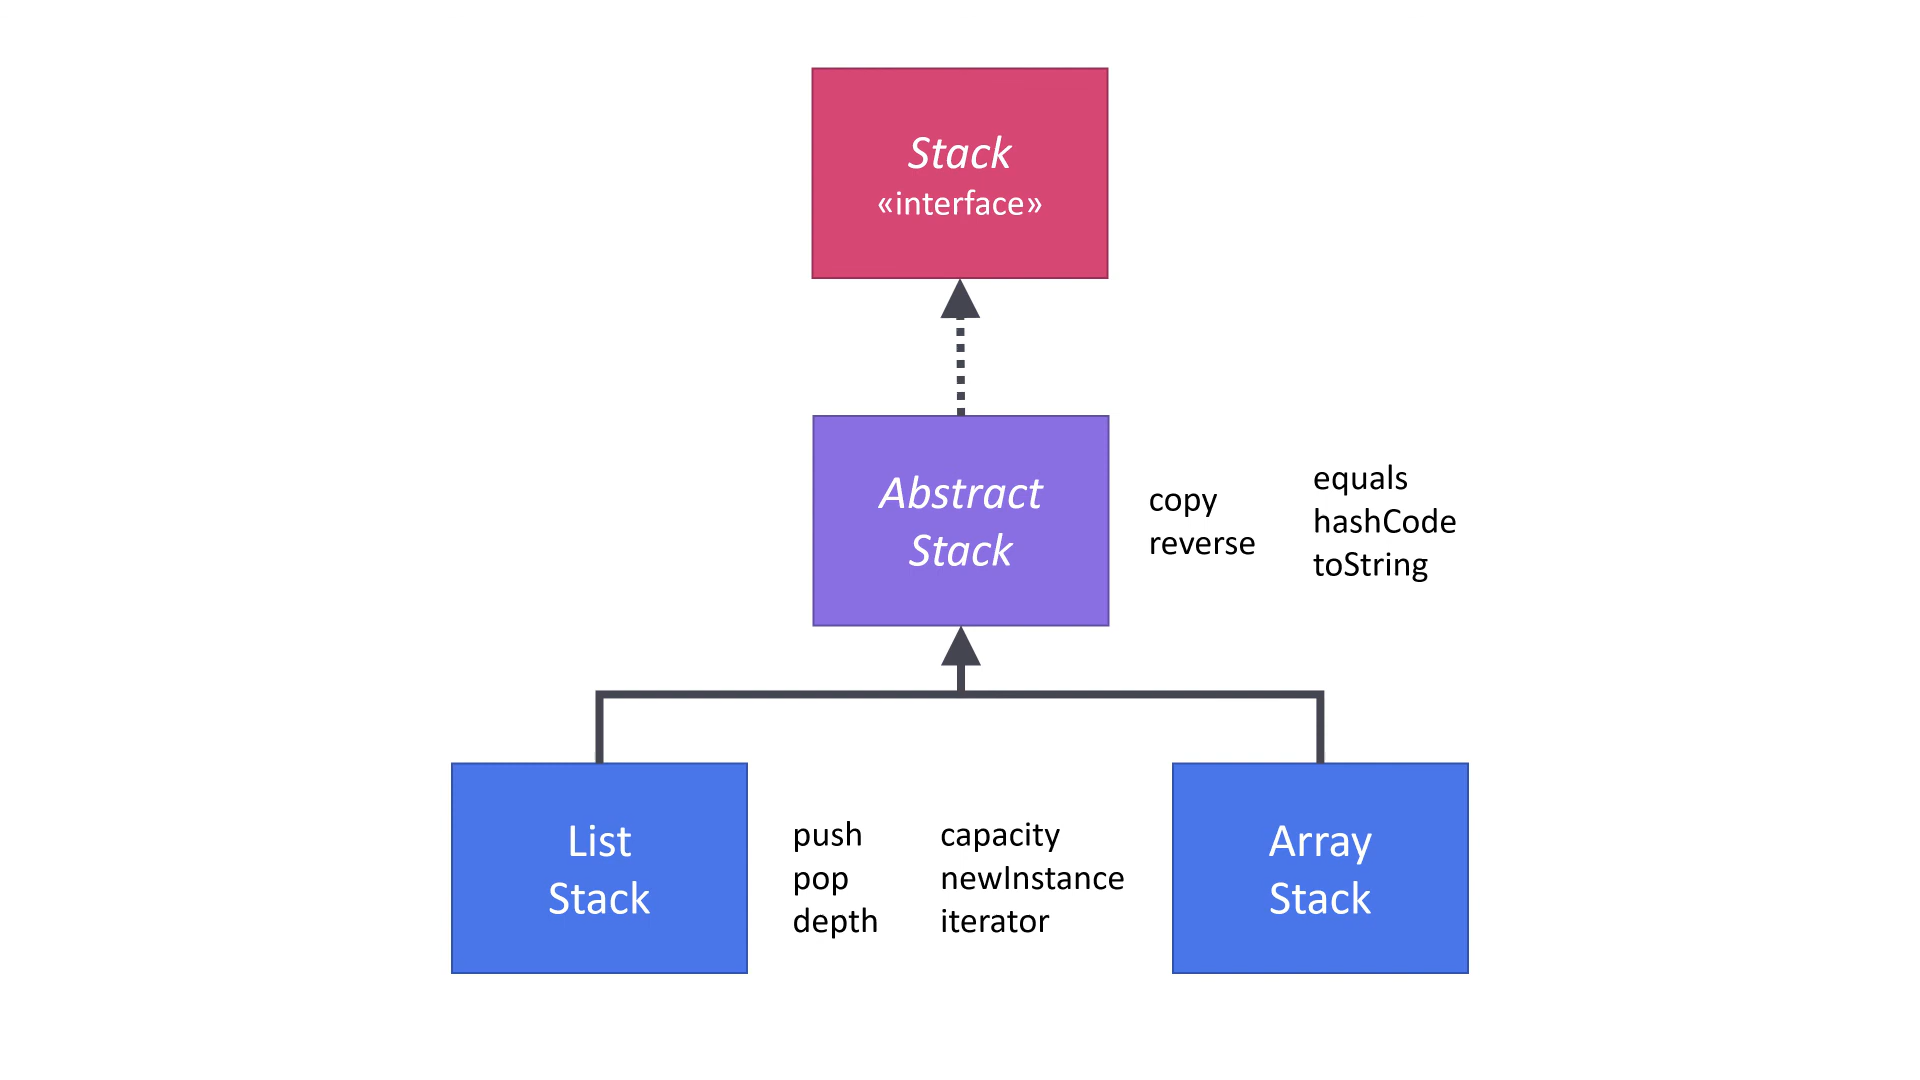 Stack
«interface»
Abstract
Stack
copy
reverse
equals
hashCode
toString
List
Stack
push
pop
depth
capacity
newInstance
iterator
Array
Stack